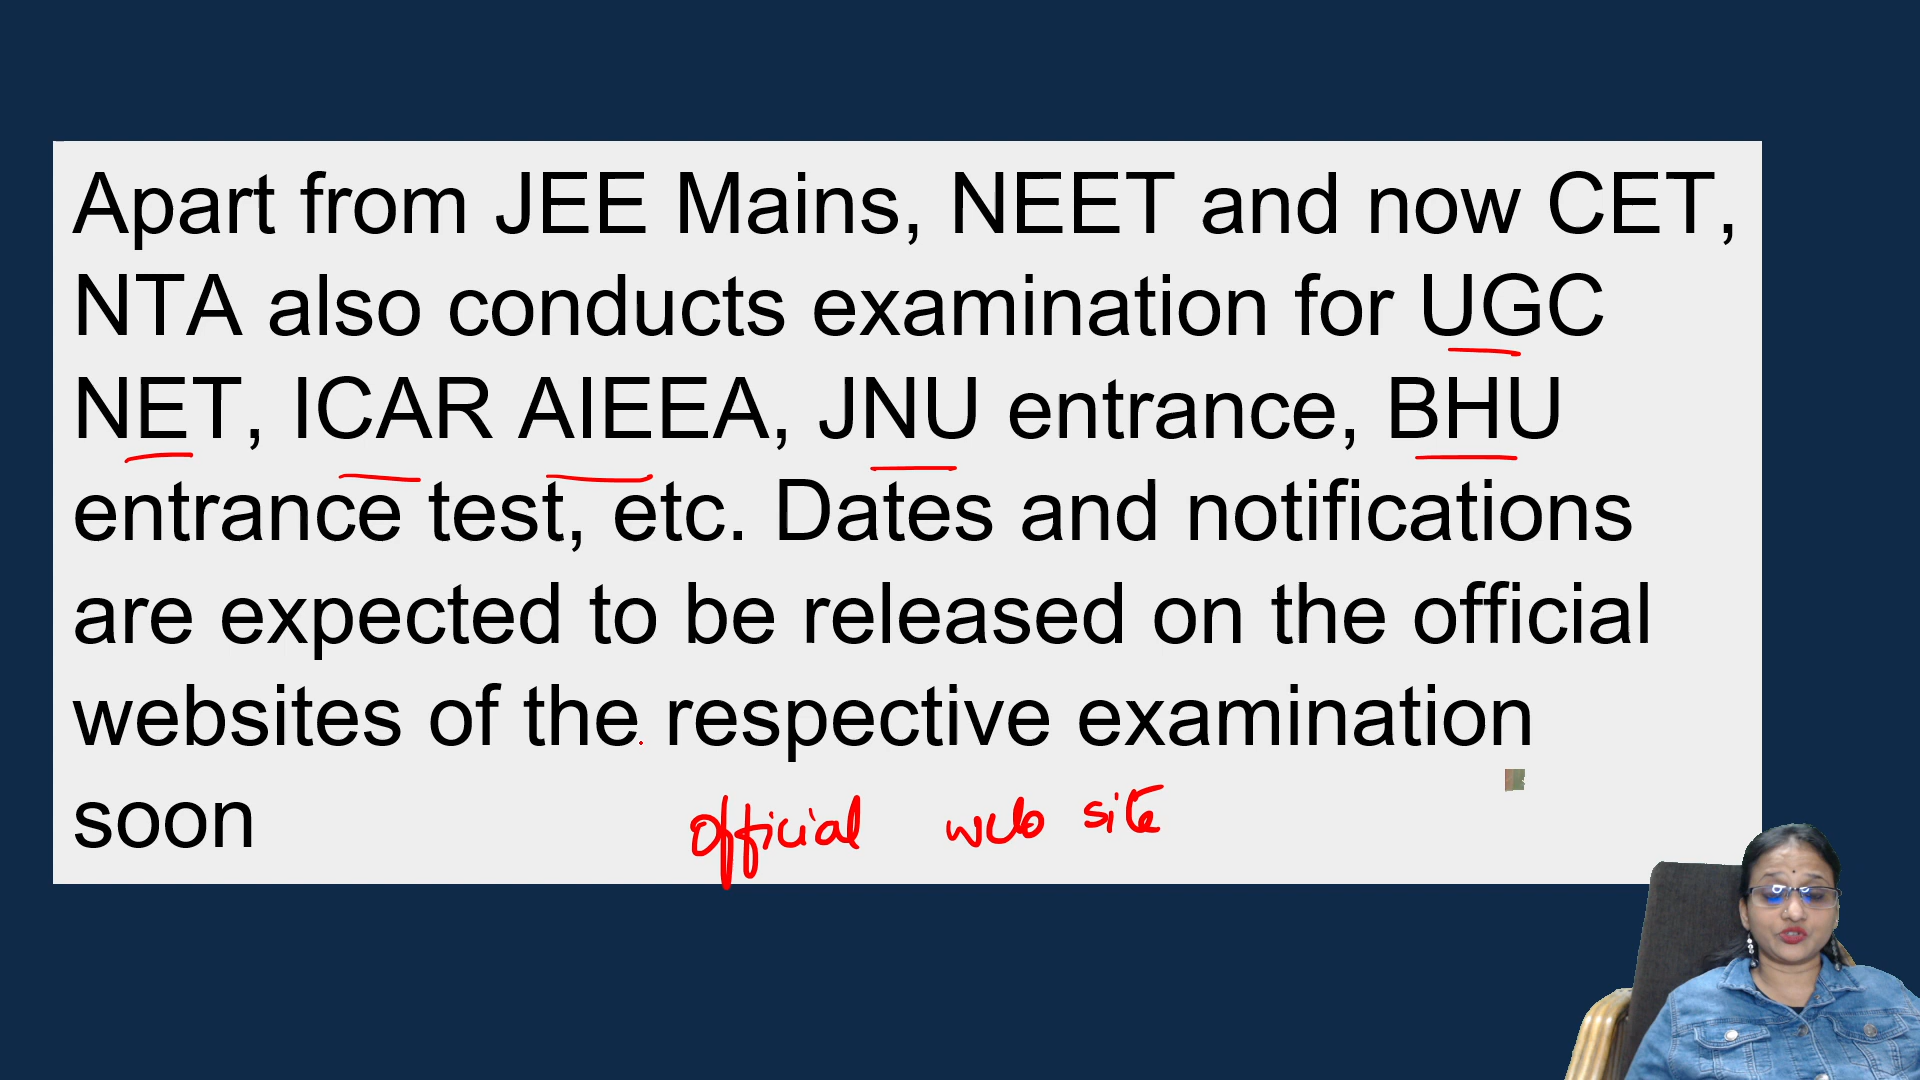 Apart from JEE Mains, NEET and now CET,
NTA also conducts examination for UGC
NET, ICAR AIEEA, JNU entrance, BHU
entrance test, etc. Dates and notifications
are expected to be released on the official
websites of the respective examination
soon
official web site